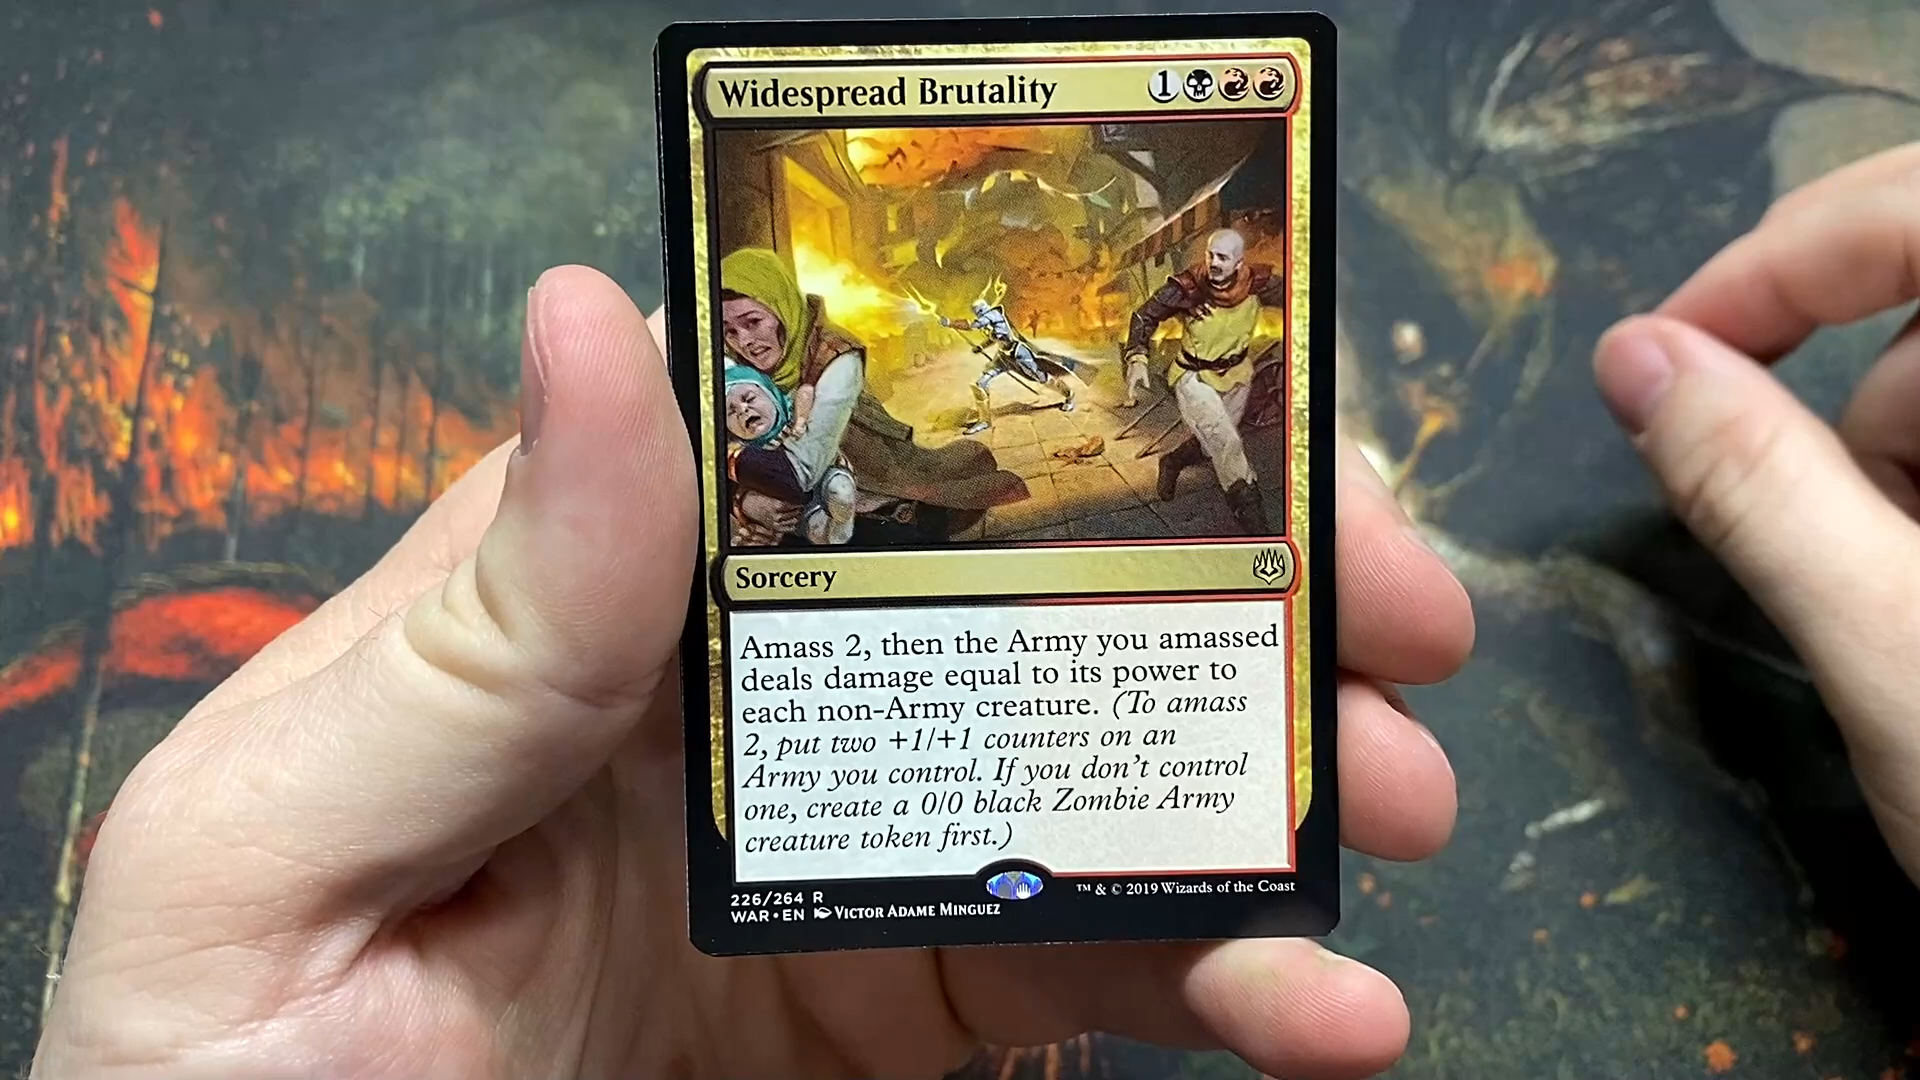 Widespread Brutality 1
Sorcery
Amass 2, then the Army you amassed
deals damage equal to its power to
each non-Army creature. (To amass
2, put two +1/+1 counters on an
Army you control. If you don't control
one, create a 0/0 black Zombie Army
creature token first.)
226/264 R
WAR • EN VICTOR ADAME MINGUEZ
™ & © 2019 Wizards of the Coast